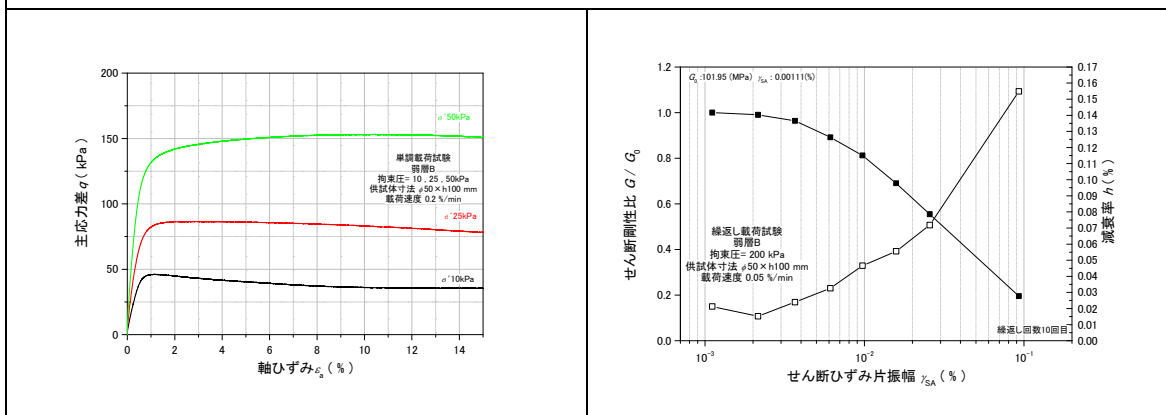 200
150
100
50
0
0 2 4 6 8 10 12 14
主応力差q( kPa)
軸ひずみεa( % )
σ'50kPa
単調載荷試験
弱層B
拘束圧= 10 , 25 , 50kPa
供試体寸法 φ50×h100 mm
載荷速度 0.2 %/min
σ'25kPa
σ'10kPa
G0 :101.95 (MPa) γSA : 0.00111(%)
1.2
1.0
0.8
0.6
0.4
0.2
0.0
せん断剛性比 G / G0
10-3 10-2 10-1
せん断ひずみ片振幅 γSA ( % )
0.17
0.16
0.15
0.14
0.13
0.12
0.11
0.10
0.09
0.08
0.07
0.06
0.05
0.04
0.03
0.02
0.01
0.00
減衰率 h ( % )
繰返し載荷試験
弱層B
拘束圧= 200 kPa
供試体寸法 φ50×h100 mm
載荷速度 0.05 %/min
繰返し回数10回目